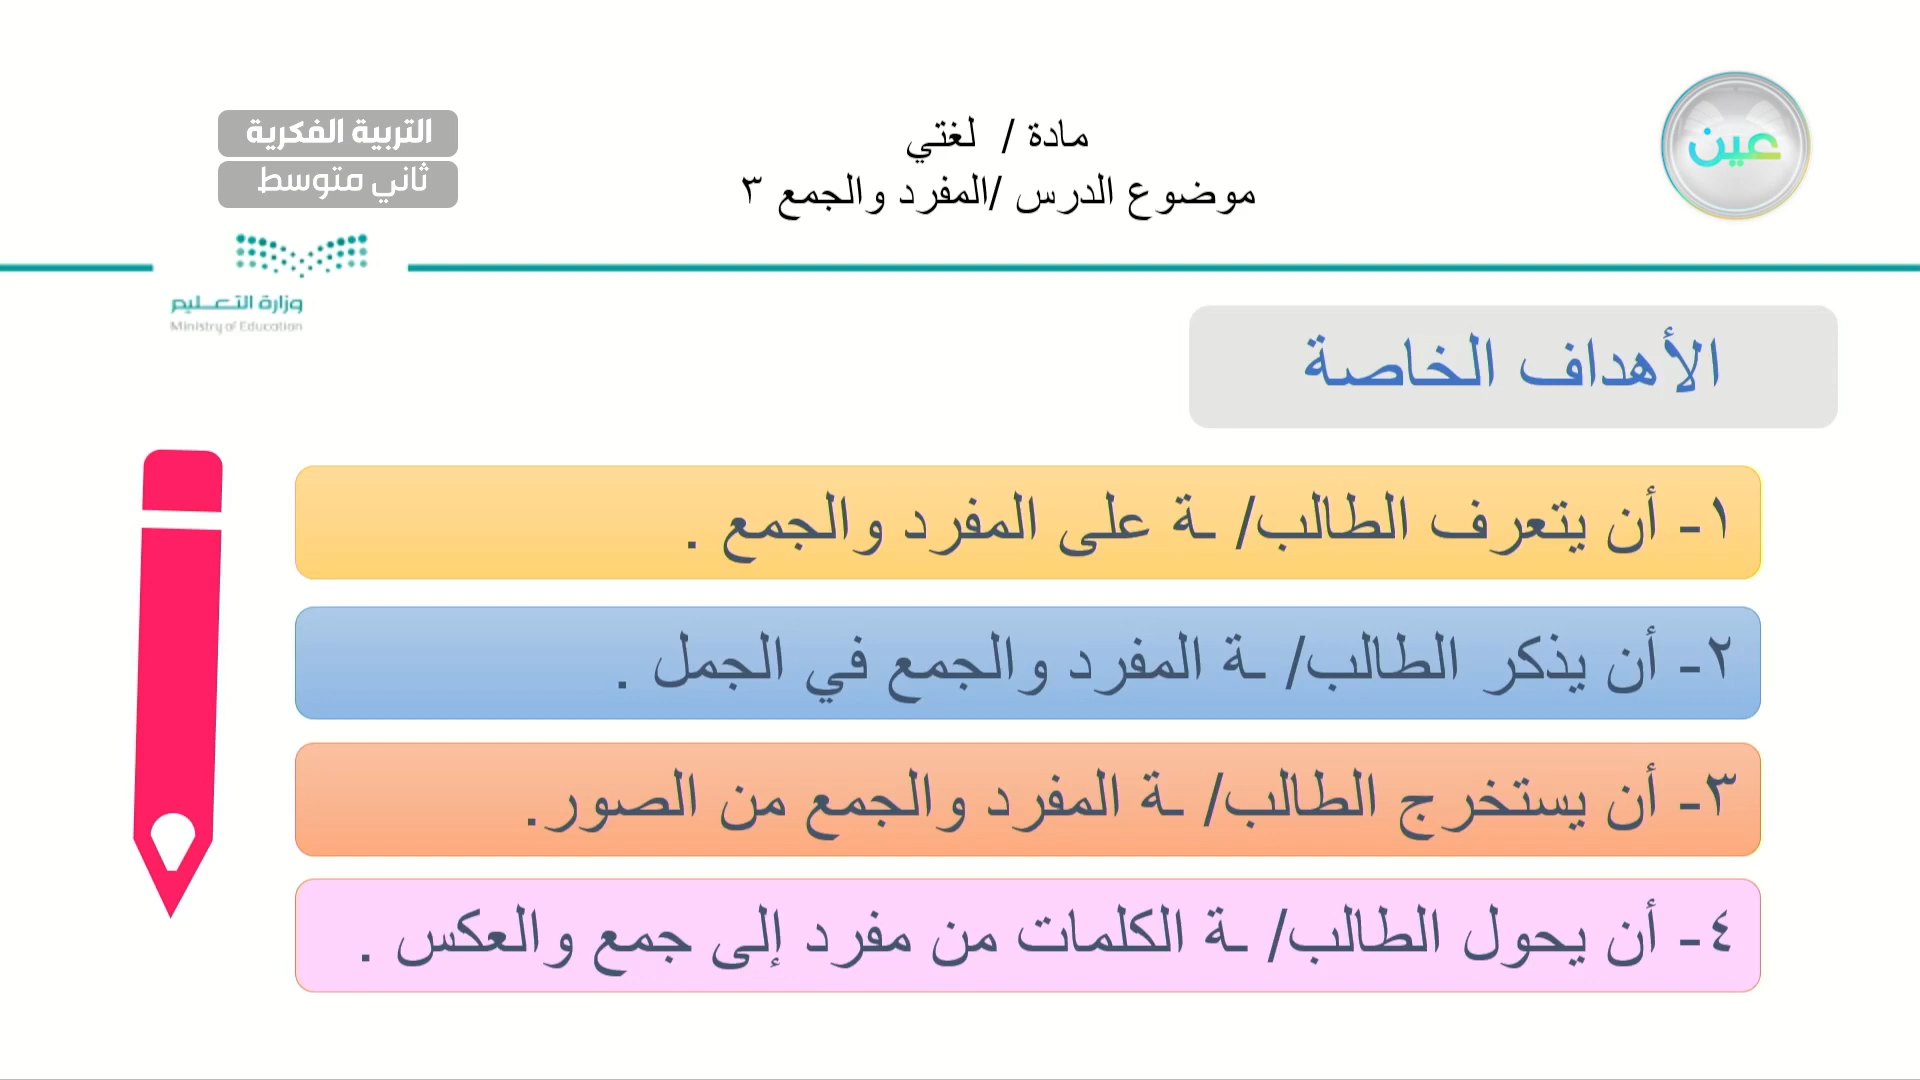 عين
مادة / لغتي
موضوع الدرس /المفرد والجمع ٣
التربية الفكرية
ثاني متوسط
وزارة التعليم
Ministry of Education
الأهداف الخاصة
١- أن يتعرف الطالب/ ـة على المفرد والجمع .
٢- أن يذكر الطالب/ ـة المفرد والجمع في الجمل .
٣- أن يستخرج الطالب/ ـة المفرد والجمع من الصور.
٤- أن يحول الطالب/ ـة الكلمات من مفرد إلى جمع والعكس .